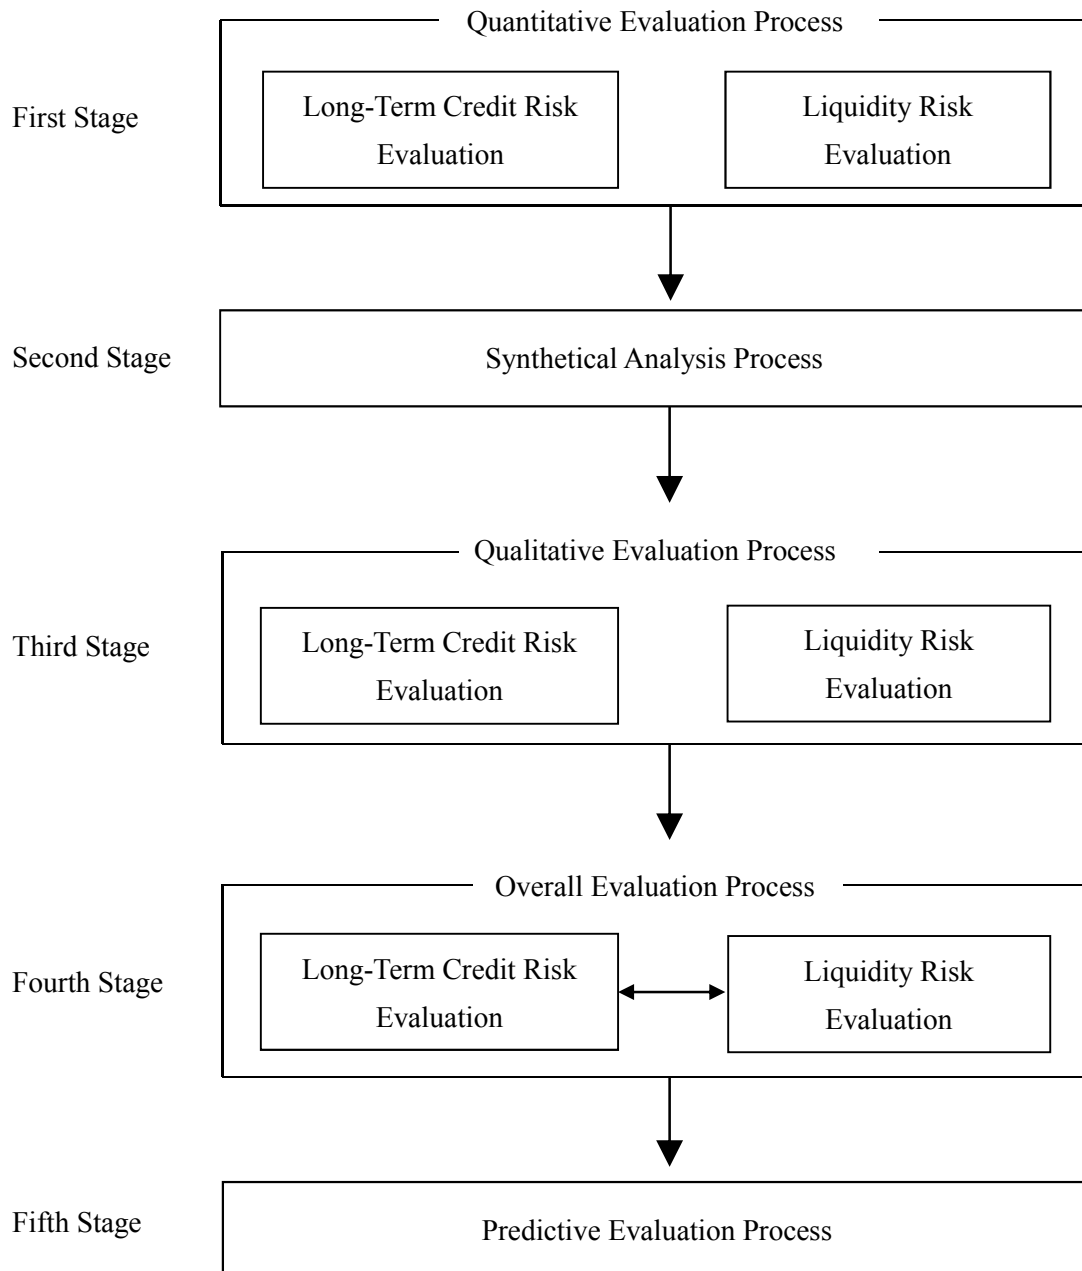 Quantitative Evaluation Process
First Stage
Long-Term Credit Risk
Evaluation
Liquidity Risk
Evaluation
Second Stage
Synthetical Analysis Process
Qualitative Evaluation Process
Third Stage
Long-Term Credit Risk
Evaluation
Liquidity Risk
Evaluation
Overall Evaluation Process
Fourth Stage
Long-Term Credit Risk
Evaluation
Liquidity Risk
Evaluation
Fifth Stage
Predictive Evaluation Process